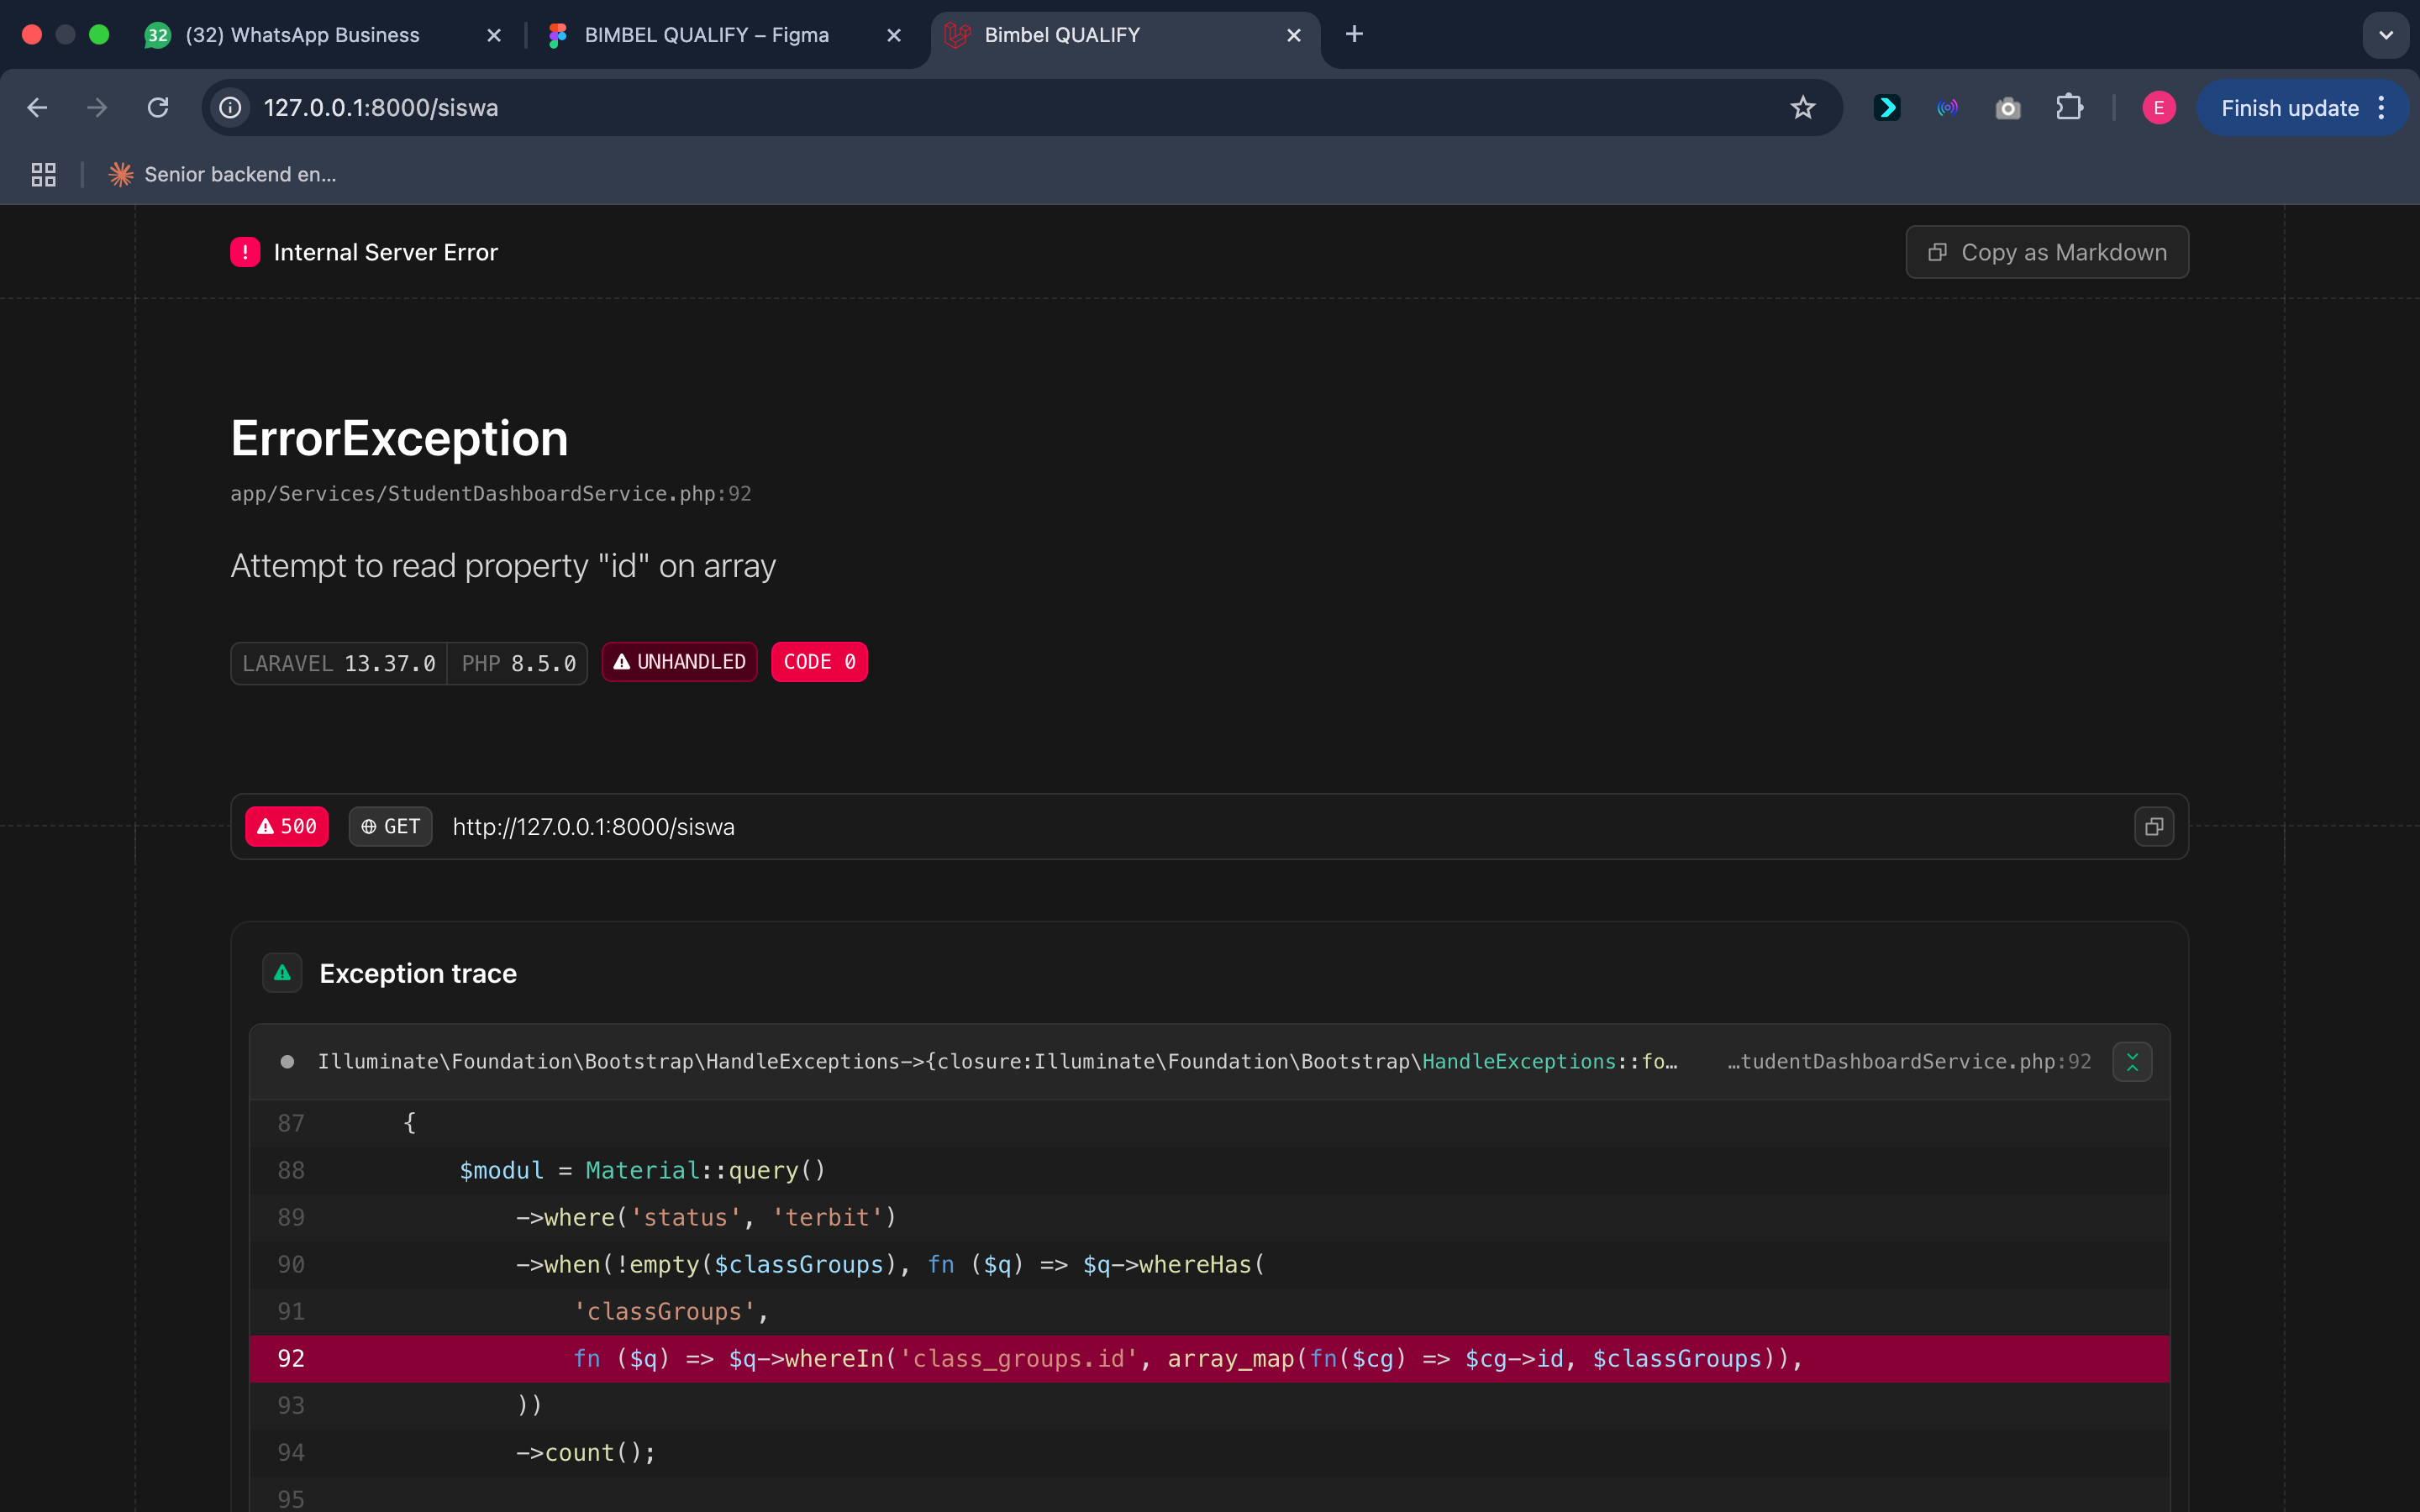 32 (32) WhatsApp Business
BIMBEL QUALIFY – Figma
Bimbel QUALIFY
127.0.0.1:8000/siswa
E
Finish update
Senior backend en...
! Internal Server Error
Copy as Markdown
ErrorException
app/Services/StudentDashboardService.php:92
Attempt to read property "id" on array
LARAVEL 13.37.0 PHP 8.5.0 UNHANDLED CODE 0
500 GET http://127.0.0.1:8000/siswa
Exception trace
Illuminate\Foundation\Bootstrap\HandleExceptions->{closure:Illuminate\Foundation\Bootstrap\HandleExceptions::fo… …tudentDashboardService.php:92
87 {
88 $modul = Material::query()
89 ->where('status', 'terbit')
90 ->when(!empty($classGroups), fn ($q) => $q->whereHas(
91 'classGroups',
92 fn ($q) => $q->whereIn('class_groups.id', array_map(fn($cg) => $cg->id, $classGroups)),
93 ))
94 ->count();
95